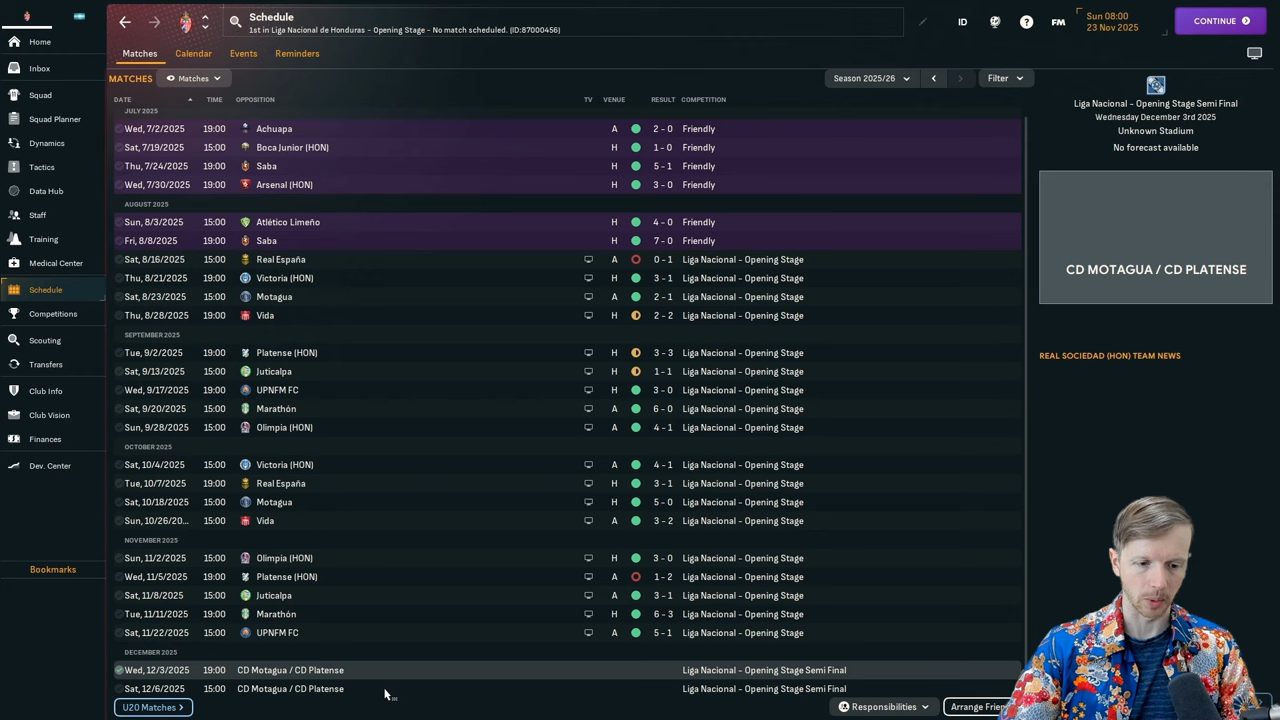 Schedule
1st in Liga Nacional de Honduras - Opening Stage - No match scheduled. (ID:87000456)
ID
?
FM
Sun 08:00
23 Nov 2025
CONTINUE
Home
Inbox
Squad
Squad Planner
Dynamics
Tactics
Data Hub
Staff
Training
Medical Center
Schedule
Competitions
Scouting
Transfers
Club Info
Club Vision
Finances
Dev. Center
Bookmarks
Matches Calendar Events Reminders
MATCHES Matches Season 2025/26 Filter
DATE TIME OPPOSITION TV VENUE RESULT COMPETITION
JULY 2025
Wed, 7/2/2025 19:00 Achuapa A 2 - 0 Friendly
Sat, 7/19/2025 15:00 Boca Junior (HON) H 1 - 0 Friendly
Thu, 7/24/2025 19:00 Saba H 5 - 1 Friendly
Wed, 7/30/2025 19:00 Arsenal (HON) H 3 - 0 Friendly
AUGUST 2025
Sun, 8/3/2025 15:00 Atlético Limeño H 4 - 0 Friendly
Fri, 8/8/2025 19:00 Saba H 7 - 0 Friendly
Sat, 8/16/2025 15:00 Real España A 0 - 1 Liga Nacional - Opening Stage
Thu, 8/21/2025 19:00 Victoria (HON) H 3 - 1 Liga Nacional - Opening Stage
Sat, 8/23/2025 15:00 Motagua A 2 - 1 Liga Nacional - Opening Stage
Thu, 8/28/2025 19:00 Vida H 2 - 2 Liga Nacional - Opening Stage
SEPTEMBER 2025
Tue, 9/2/2025 19:00 Platense (HON) H 3 - 3 Liga Nacional - Opening Stage
Sat, 9/13/2025 15:00 Juticalpa A 1 - 1 Liga Nacional - Opening Stage
Wed, 9/17/2025 19:00 UPNFM FC H 3 - 0 Liga Nacional - Opening Stage
Sat, 9/20/2025 15:00 Marathón A 6 - 0 Liga Nacional - Opening Stage
Sun, 9/28/2025 15:00 Olimpia (HON) A 4 - 1 Liga Nacional - Opening Stage
OCTOBER 2025
Sat, 10/4/2025 15:00 Victoria (HON) A 4 - 1 Liga Nacional - Opening Stage
Tue, 10/7/2025 19:00 Real España H 3 - 1 Liga Nacional - Opening Stage
Sat, 10/18/2025 15:00 Motagua H 5 - 0 Liga Nacional - Opening Stage
Sun, 10/26/20... 15:00 Vida A 3 - 2 Liga Nacional - Opening Stage
NOVEMBER 2025
Sun, 11/2/2025 15:00 Olimpia (HON) H 3 - 0 Liga Nacional - Opening Stage
Wed, 11/5/2025 19:00 Platense (HON) A 1 - 2 Liga Nacional - Opening Stage
Sat, 11/8/2025 15:00 Juticalpa H 3 - 1 Liga Nacional - Opening Stage
Tue, 11/11/2025 19:00 Marathón H 6 - 3 Liga Nacional - Opening Stage
Sat, 11/22/2025 15:00 UPNFM FC A 5 - 1 Liga Nacional - Opening Stage
DECEMBER 2025
Wed, 12/3/2025 19:00 CD Motagua / CD Platense Liga Nacional - Opening Stage Semi Final
Sat, 12/6/2025 15:00 CD Motagua / CD Platense Liga Nacional - Opening Stage Semi Final
U20 Matches > Responsibilities Arrange Frien
Liga Nacional - Opening Stage Semi Final
Wednesday December 3rd 2025
Unknown Stadium
No forecast available
CD MOTAGUA / CD PLATENSE
REAL SOCIEDAD (HON) TEAM NEWS